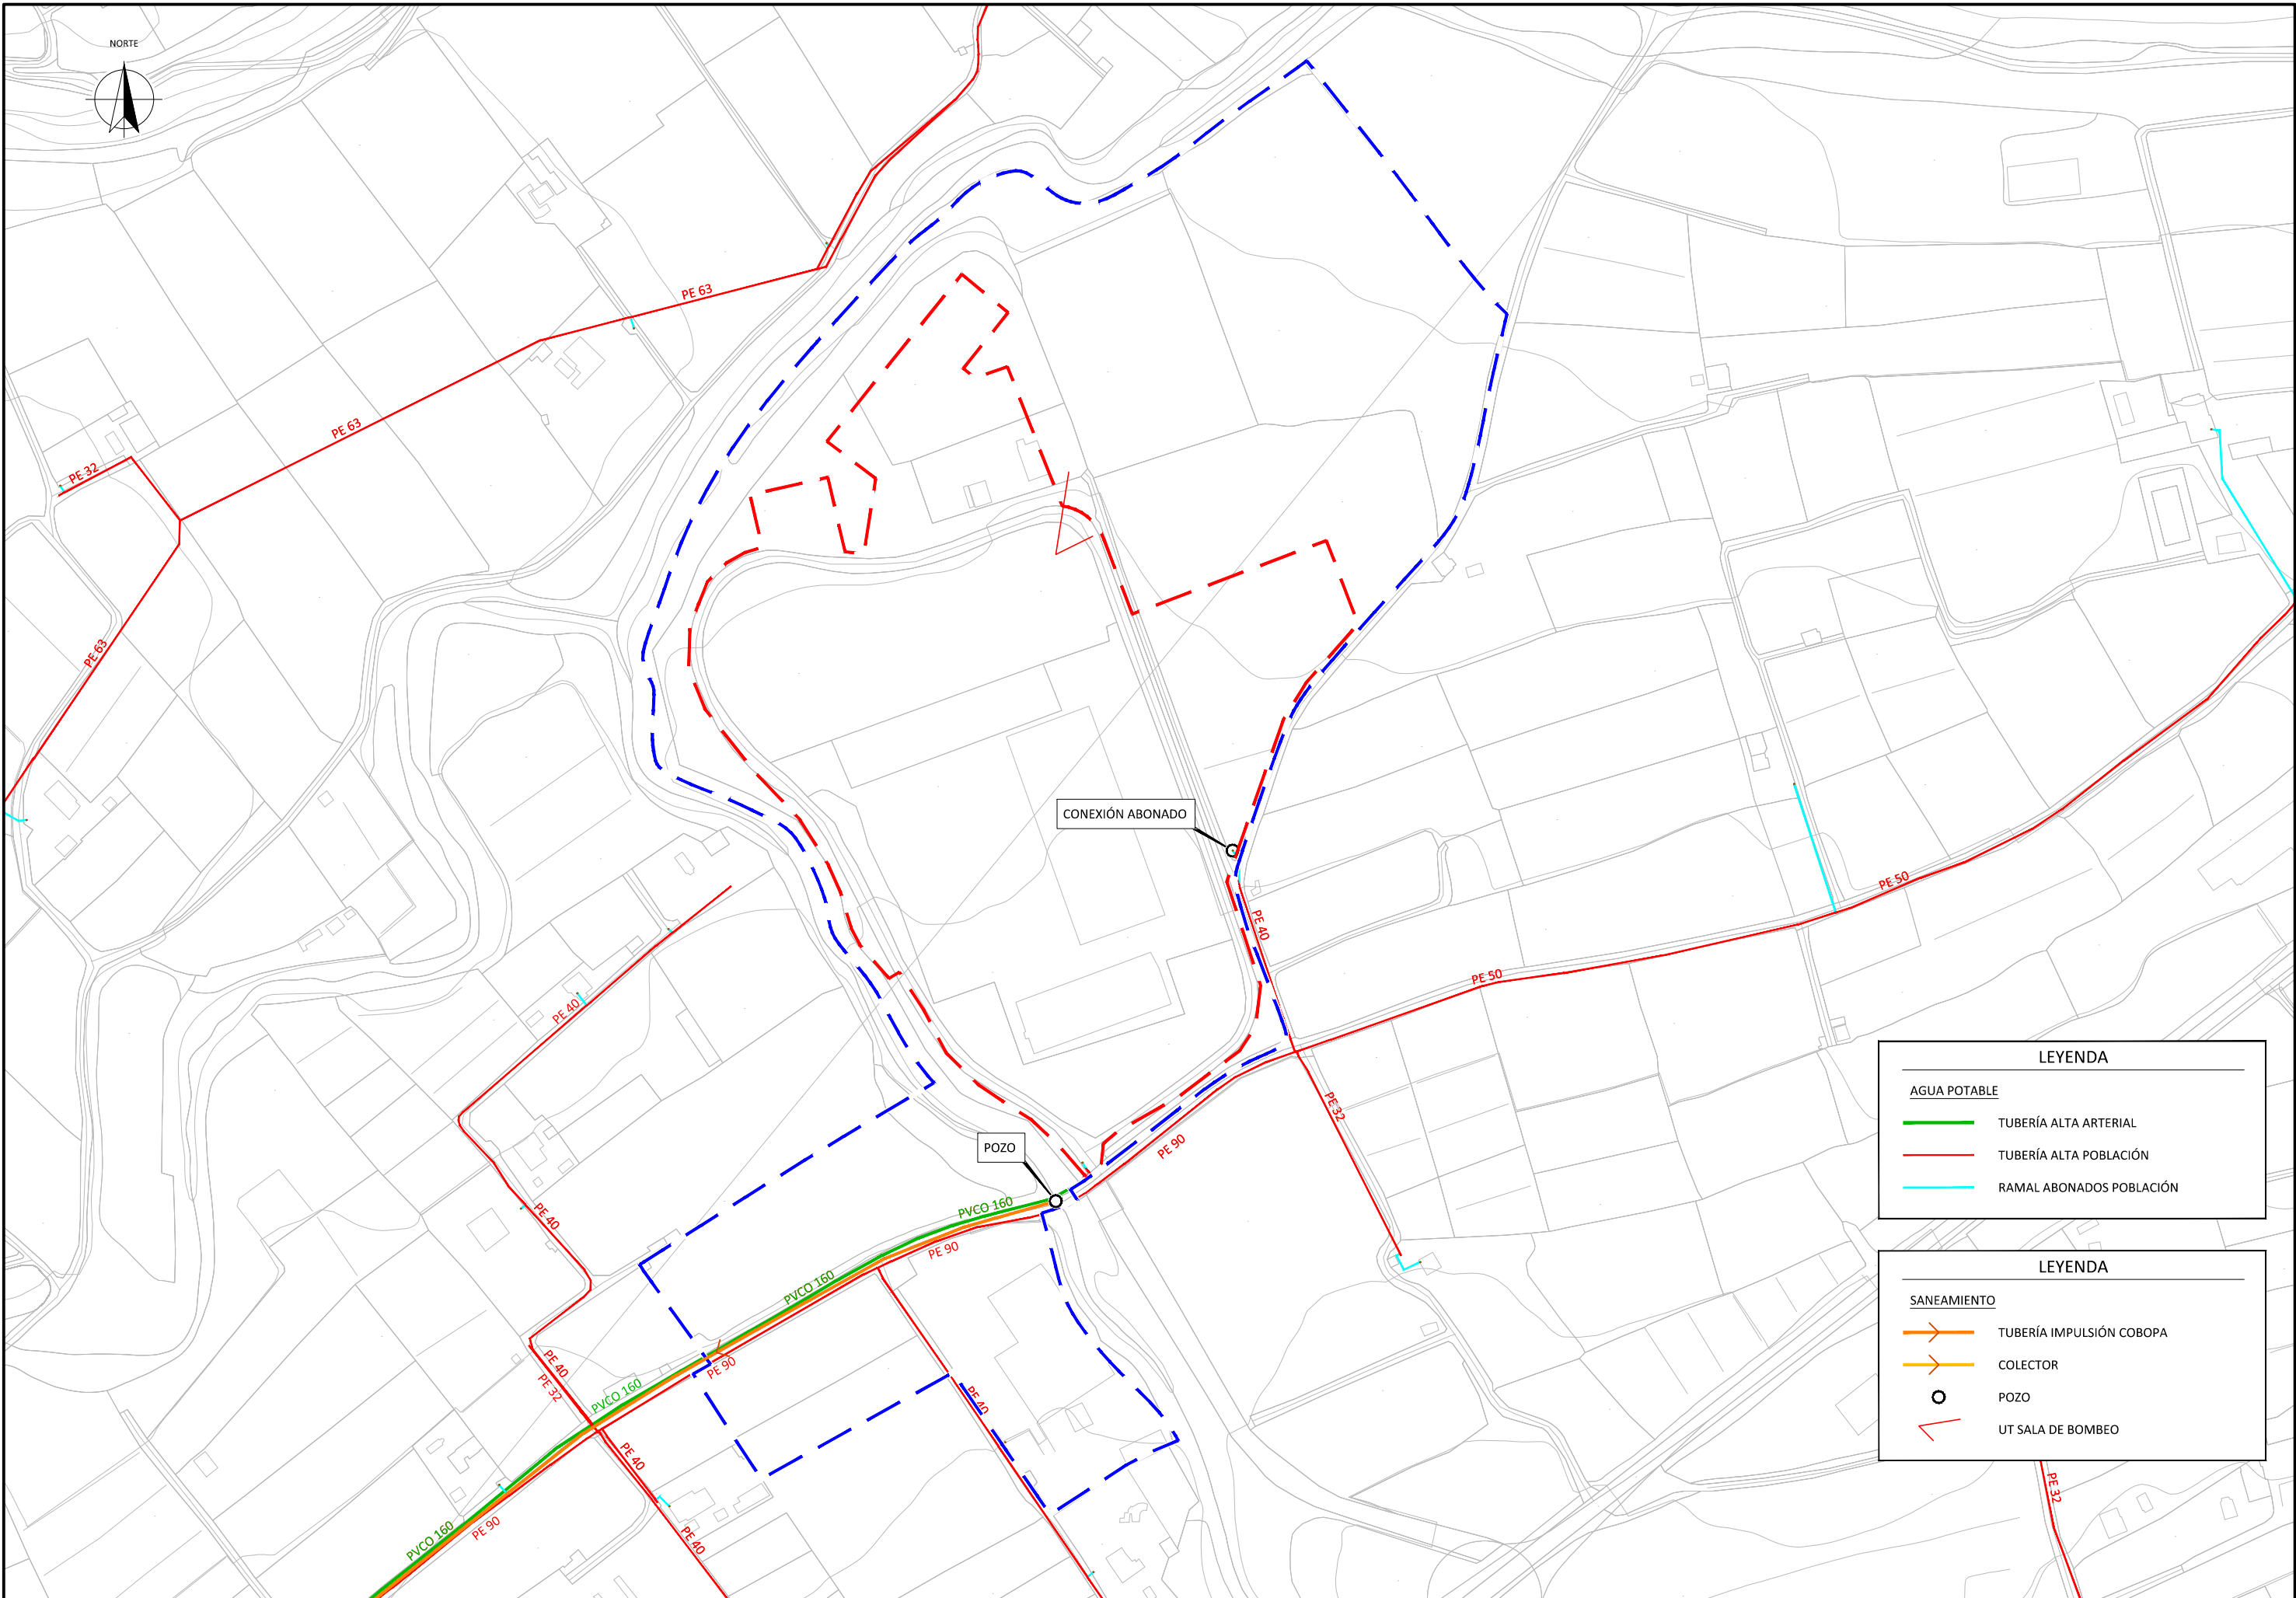 NORTE
PE 63
PE 63
PE 32
PE 63
CONEXIÓN ABONADO
PE 50
PE 40
PE 50
PE 40
PE 32
PE 90
POZO
PVCO 160
PE 40
PE 90
PVCO 160
PE 40
PE 90
PE 32
PVCO 160
PE 40
PE 40
PVCO 160
PE 90
PE 40
PE 32
LEYENDA
AGUA POTABLE
TUBERÍA ALTA ARTERIAL
TUBERÍA ALTA POBLACIÓN
RAMAL ABONADOS POBLACIÓN
LEYENDA
SANEAMIENTO
TUBERÍA IMPULSIÓN COBOPA
COLECTOR
POZO
UT SALA DE BOMBEO